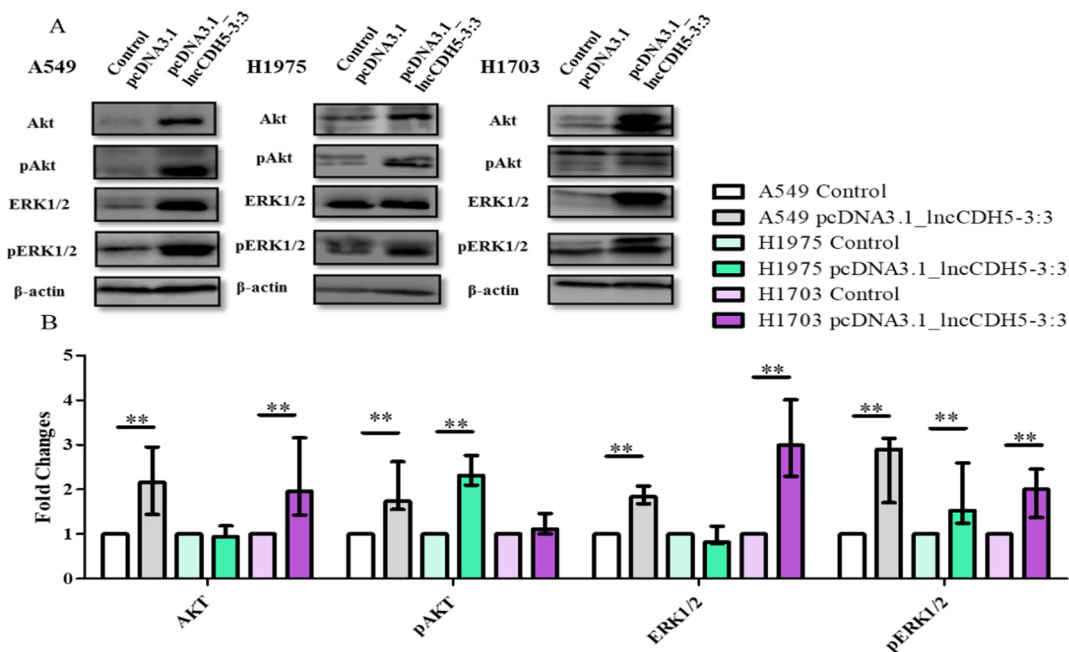 A
A549
Control
pcDNA3.1
pcDNA3.1_
lncCDH5-3:3
Akt
pAkt
ERK1/2
pERK1/2
β-actin
H1975
Control
pcDNA3.1
pcDNA3.1_
lncCDH5-3:3
Akt
pAkt
ERK1/2
pERK1/2
β-actin
H1703
Control
pcDNA3.1
pcDNA3.1_
lncCDH5-3:3
Akt
pAkt
ERK1/2
pERK1/2
β-actin
A549 Control
A549 pcDNA3.1_lncCDH5-3:3
H1975 Control
H1975 pcDNA3.1_lncCDH5-3:3
H1703 Control
H1703 pcDNA3.1_lncCDH5-3:3
B
Fold Changes
5
4
3
2
1
0
**
**
**
**
**
**
**
**
**
AKT
pAKT
ERK1/2
pERK1/2